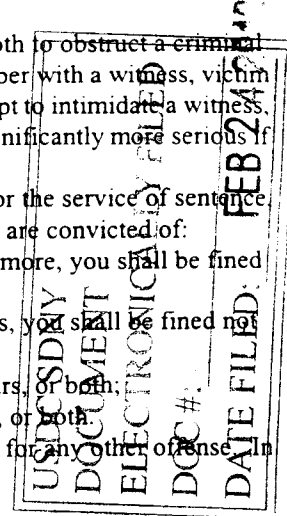 oth to obstruct a criminal
ber with a witness, victim
pt to intimidate a witness,
nificantly more serious if
or the service of sentence,
are convicted of:
more, you shall be fined
s, you shall be fined not
rs, or both;
, or both.
for any other offense. In
USDC SDNY
DOCUMENT
ELECTRONICALLY FILED
DOC #:
DATE FILED: FEB 24